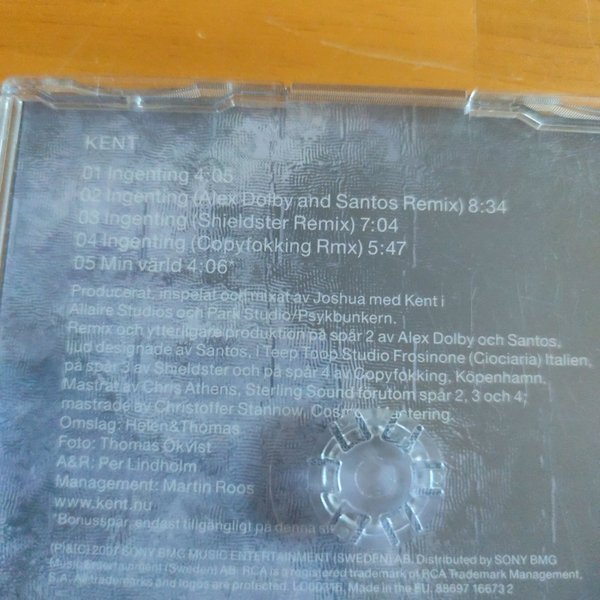 KENT
01 Ingenting 4:05
02 Ingenting (Alex Dolby and Santos Remix) 8:34
03 Ingenting (Shieldster Remix) 7:04
04 Ingenting (Copyfokking Rmx) 5:47
05 Min värld 4:06*
Producerat, inspelat och mixat av Joshua med Kent i
Allaire Studios och Park Studio/Psykbunkern.
Remix och ytterligare produktion på spår 2 av Alex Dolby och Santos,
ljud designade av Santos, i Teep Toop Studio Frosinone (Ciociaria) Italien,
på spår 3 av Shieldster och på spår 4 av Copyfokking, Köpenhamn.
Mastrat av Chris Athens, Sterling Sound förutom spår 2, 3 och 4;
mastrade av Christoffer Stannow, Cosmos Mastering.
Omslag: Helen&Thomas
Foto: Thomas Ökvist
A&R: Per Lindholm
Management: Martin Roos
www.kent.nu
*Bonusspår, endast tillgängligt på denna
(P)&(C) 2007 SONY BMG MUSIC ENTERTAINMENT (SWEDEN) AB. Distributed by SONY BMG
Music Entertainment (Sweden) AB. RCA is a registered trademark of RCA Trademark Management,
S.A. All trademarks and logos are protected. LC00316. Made in the EU. 88697 16673 2